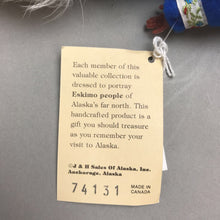 Each member of this
valuable collection is
dressed to portray
Eskimo people of
Alaska's far north. This
handcrafted product is a
gift you should treasure
as you remember your
visit to Alaska.
©J & H Sales Of Alaska, Inc.
Anchorage, Alaska
74131
MADE IN
CANADA